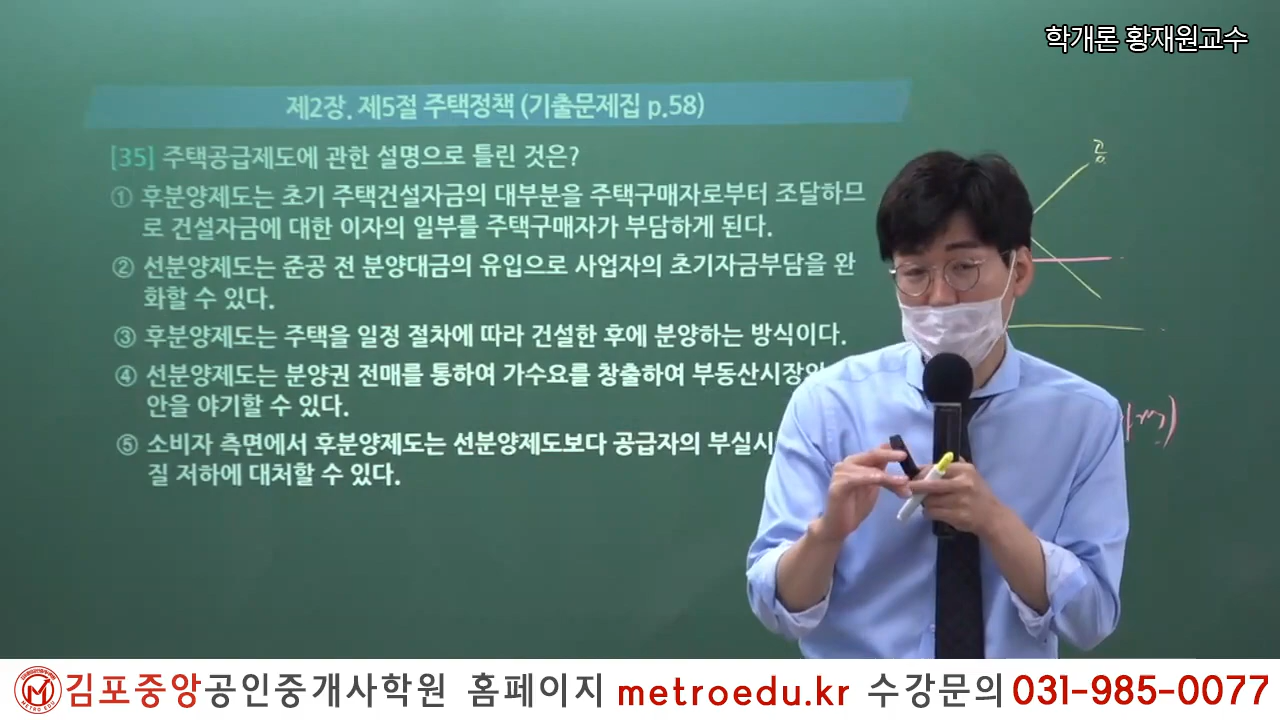 학개론 황재원교수
제2장. 제5절 주택정책 (기출문제집 p.58)
[35] 주택공급제도에 관한 설명으로 틀린 것은?
① 후분양제도는 초기 주택건설자금의 대부분을 주택구매자로부터 조달하므
로 건설자금에 대한 이자의 일부를 주택구매자가 부담하게 된다.
② 선분양제도는 준공 전 분양대금의 유입으로 사업자의 초기자금부담을 완
화할 수 있다.
③ 후분양제도는 주택을 일정 절차에 따라 건설한 후에 분양하는 방식이다.
④ 선분양제도는 분양권 전매를 통하여 가수요를 창출하여 부동산시장의
안을 야기할 수 있다.
⑤ 소비자 측면에서 후분양제도는 선분양제도보다 공급자의 부실시
질 저하에 대처할 수 있다.
공
METRO EDU
김포중앙공인중개사학원 홈페이지 metroedu.kr 수강문의 031-985-0077